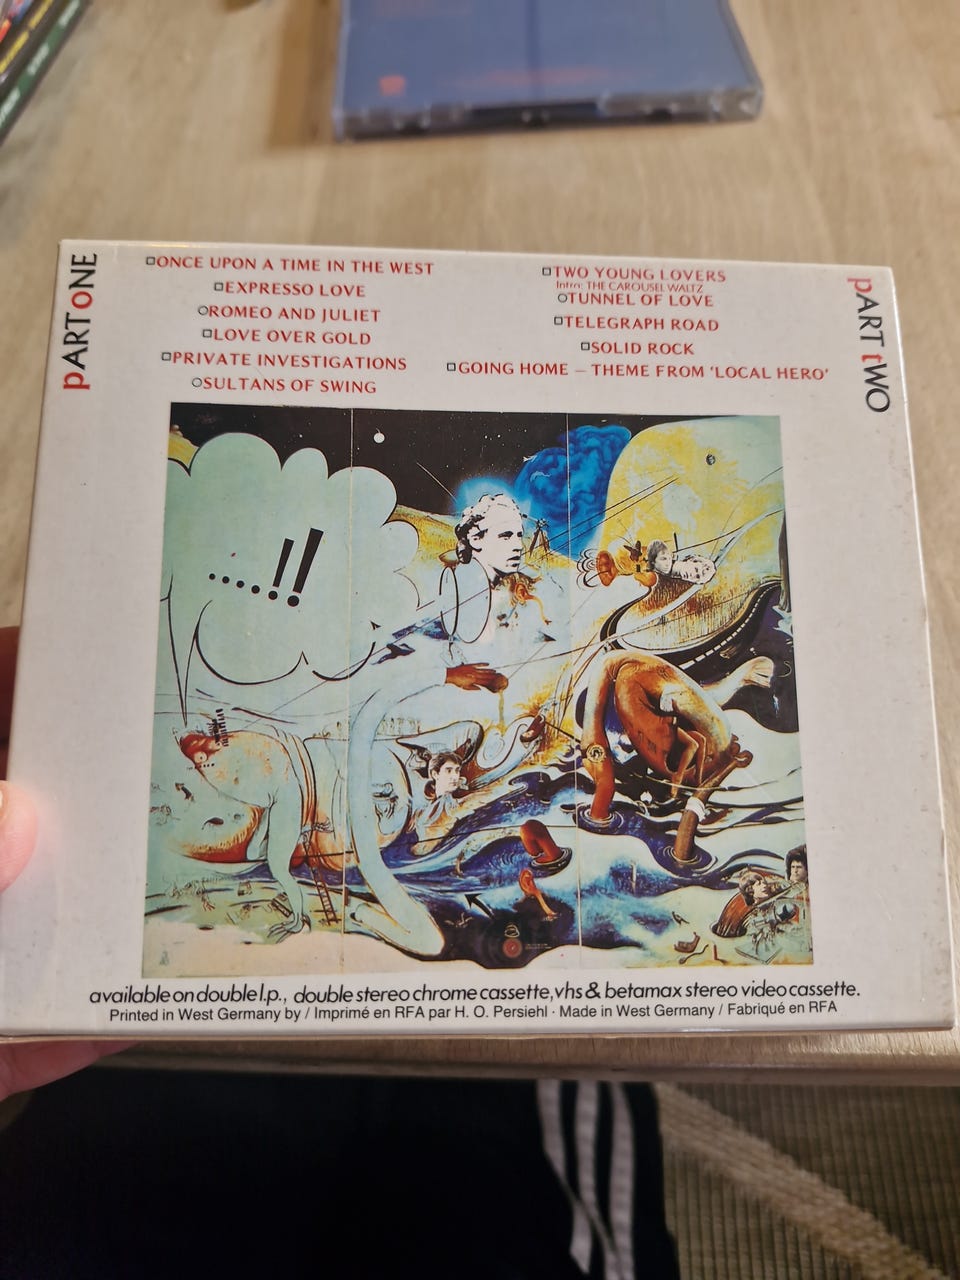 pARTONE
□ONCE UPON A TIME IN THE WEST
□EXPRESSO LOVE
○ROMEO AND JULIET
□LOVE OVER GOLD
□PRIVATE INVESTIGATIONS
○SULTANS OF SWING
□TWO YOUNG LOVERS
Intro: THE CAROUSEL WALTZ
○TUNNEL OF LOVE
□TELEGRAPH ROAD
□SOLID ROCK
□GOING HOME – THEME FROM 'LOCAL HERO'
pART tWO
....!!
available on double l.p., double stereo chrome cassette, vhs & betamax stereo video cassette.
Printed in West Germany by / Imprimé en RFA par H. O. Persiehl · Made in West Germany / Fabriqué en RFA